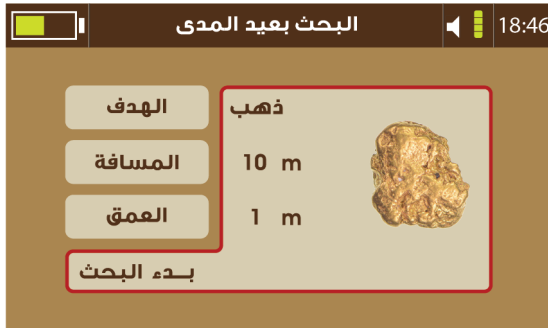 البحث بعيد المدى 18:46
الهدف ذهب
المسافة 10 m
العمق 1 m
بـدء البحث